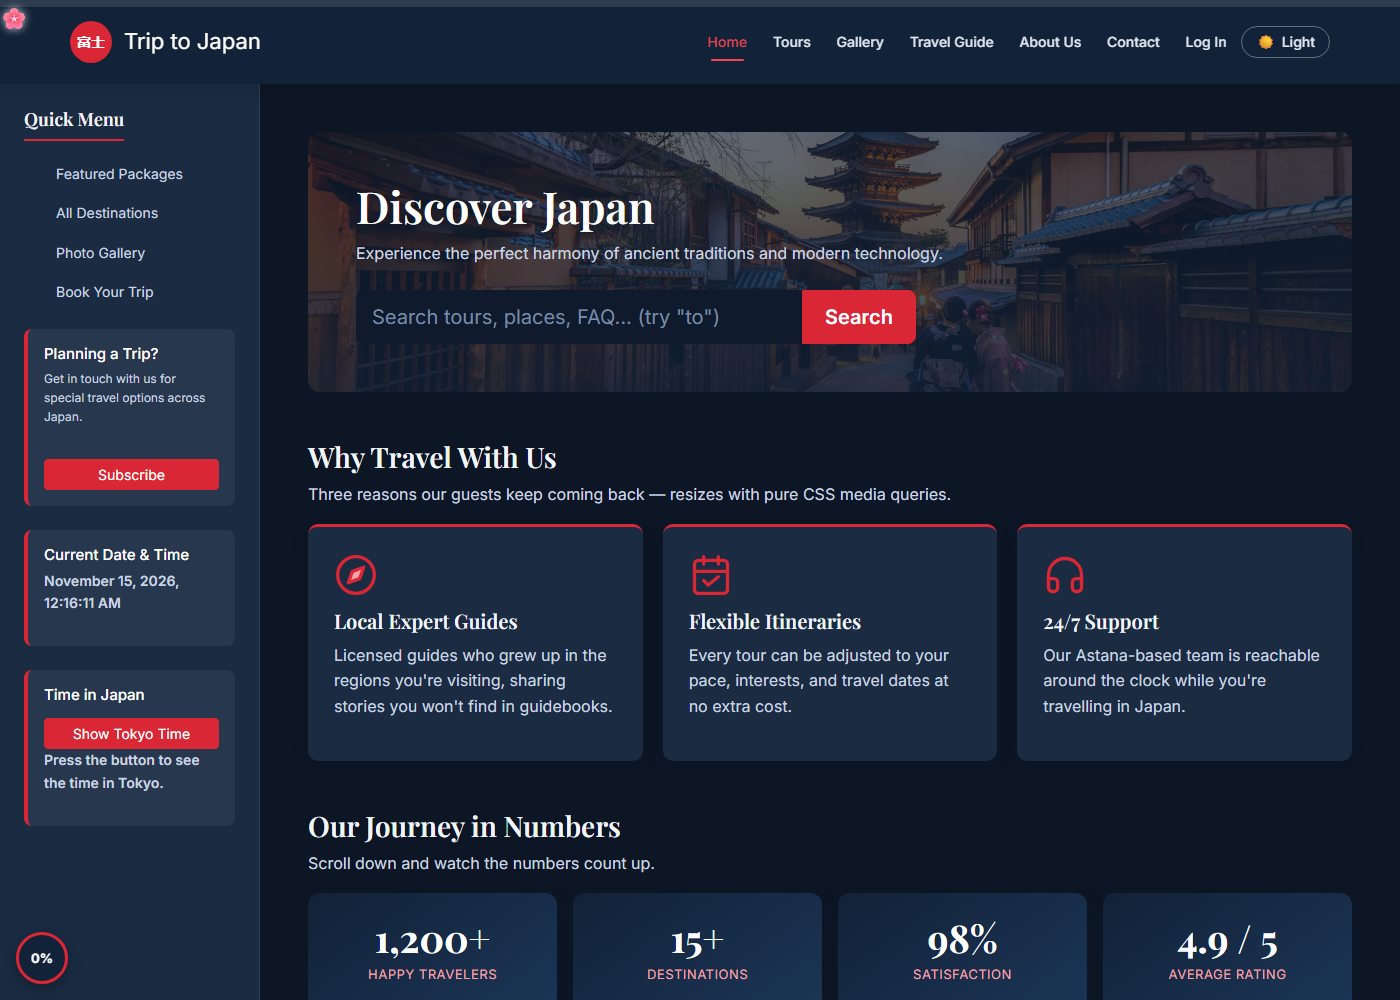 富士 Trip to Japan
Home Tours Gallery Travel Guide About Us Contact Log In Light
Quick Menu
Featured Packages
All Destinations
Photo Gallery
Book Your Trip
Planning a Trip?
Get in touch with us for
special travel options across
Japan.
Subscribe
Current Date & Time
November 15, 2026,
12:16:11 AM
Time in Japan
Show Tokyo Time
Press the button to see
the time in Tokyo.
0%
Discover Japan
Experience the perfect harmony of ancient traditions and modern technology.
Search tours, places, FAQ... (try "to") Search
Why Travel With Us
Three reasons our guests keep coming back — resizes with pure CSS media queries.
Local Expert Guides
Licensed guides who grew up in the
regions you're visiting, sharing
stories you won't find in guidebooks.
Flexible Itineraries
Every tour can be adjusted to your
pace, interests, and travel dates at
no extra cost.
24/7 Support
Our Astana-based team is reachable
around the clock while you're
travelling in Japan.
Our Journey in Numbers
Scroll down and watch the numbers count up.
1,200+
HAPPY TRAVELERS
15+
DESTINATIONS
98%
SATISFACTION
4.9 / 5
AVERAGE RATING